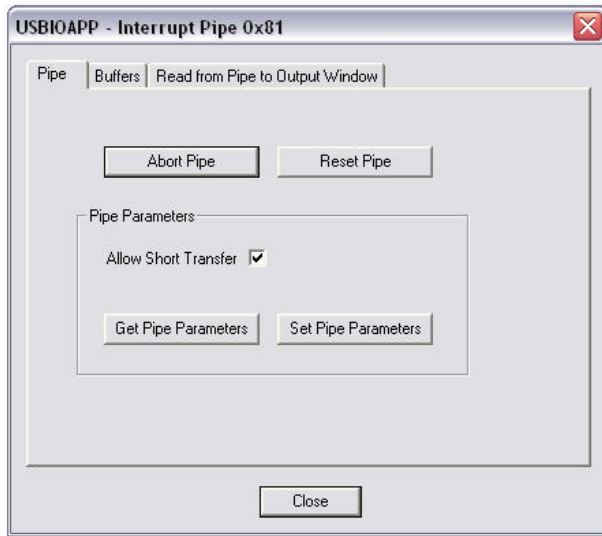 USBIOAPP - Interrupt Pipe 0x81
Pipe Buffers Read from Pipe to Output Window
Abort Pipe Reset Pipe
Pipe Parameters
Allow Short Transfer
Get Pipe Parameters Set Pipe Parameters
Close